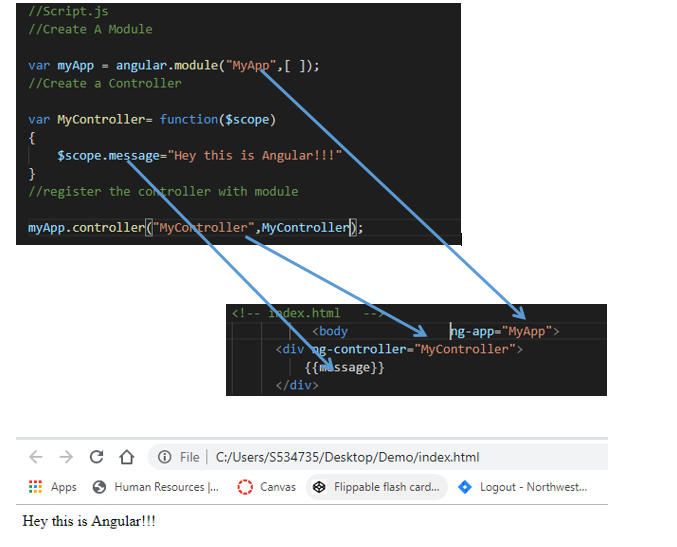 //Script.js
//Create A Module
var myApp = angular.module("MyApp",[ ]);
//Create a Controller
var MyController= function($scope)
{
$scope.message="Hey this is Angular!!!"
}
//register the controller with module
myApp.controller("MyController",MyController);
<!-- index.html -->
<body ng-app="MyApp">
<div ng-controller="MyController">
{{message}}
</div>
File C:/Users/S534735/Desktop/Demo/index.html
Apps Human Resources |... Canvas Flippable flash card... Logout - Northwest...
Hey this is Angular!!!